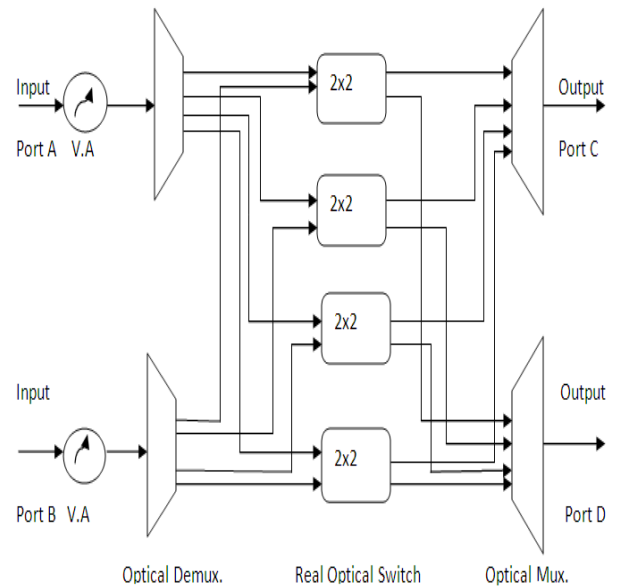 Input
Port A V.A
2x2
Output
Port C
2x2
2x2
Input
Port B V.A
2x2
Output
Port D
Optical Demux.
Real Optical Switch
Optical Mux.